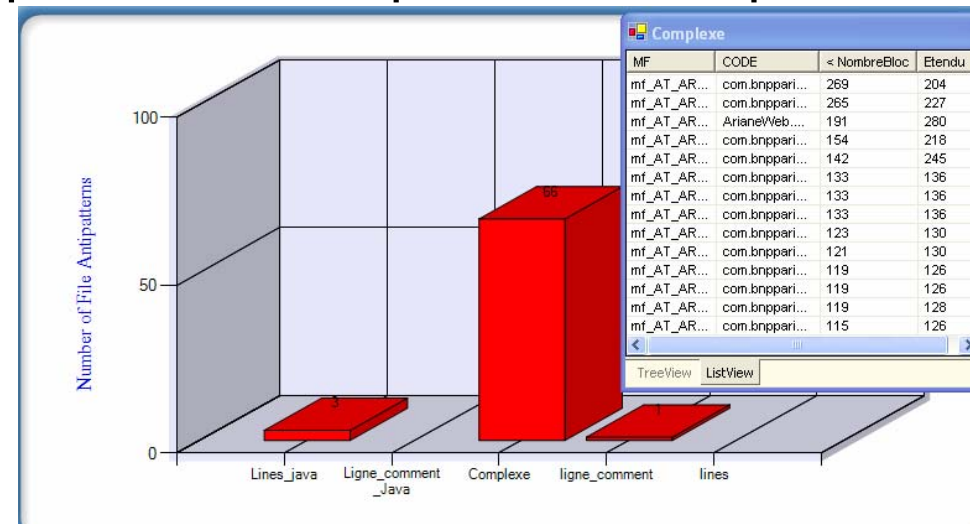 Complexe
MF CODE < NombreBloc Etendu
mf_AT_AR... com.bnppari... 269 204
mf_AT_AR... com.bnppari... 265 227
mf_AT_AR... ArianeWeb.... 191 280
mf_AT_AR... com.bnppari... 154 218
mf_AT_AR... com.bnppari... 142 245
mf_AT_AR... com.bnppari... 133 136
mf_AT_AR... com.bnppari... 133 136
mf_AT_AR... com.bnppari... 133 136
mf_AT_AR... com.bnppari... 123 130
mf_AT_AR... com.bnppari... 121 130
mf_AT_AR... com.bnppari... 119 126
mf_AT_AR... com.bnppari... 119 126
mf_AT_AR... com.bnppari... 119 128
mf_AT_AR... com.bnppari... 115 126
TreeView ListView
Number of File Antipatterns
100
50
0
3
66
1
Lines_java
Ligne_comment
_Java
Complexe
ligne_comment
lines